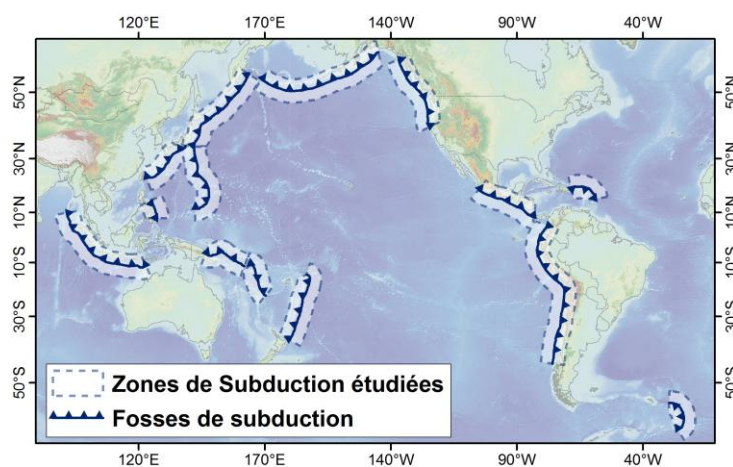 120°E 170°E 140°W 90°W 40°W
50°N 50°N
30°N 30°N
10°N 10°N
10°S 10°S
30°S 30°S
50°S 50°S
Zones de Subduction étudiées
Fosses de subduction
120°E 170°E 140°W 90°W 40°W